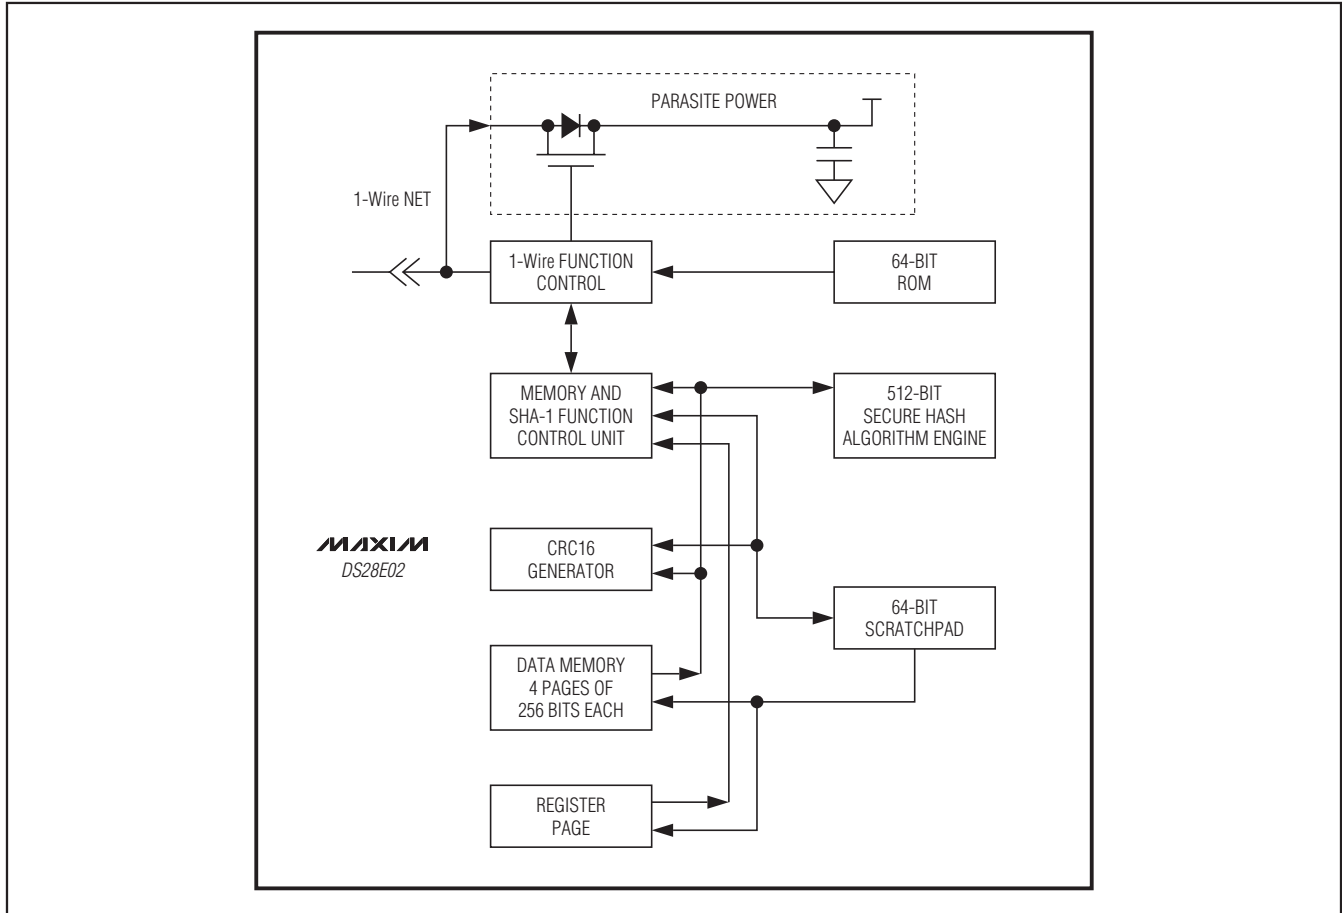 PARASITE POWER
1-Wire NET
1-Wire FUNCTION
CONTROL
64-BIT
ROM
MEMORY AND
SHA-1 FUNCTION
CONTROL UNIT
512-BIT
SECURE HASH
ALGORITHM ENGINE
CRC16
GENERATOR
MAXIM
DS28E02
64-BIT
SCRATCHPAD
DATA MEMORY
4 PAGES OF
256 BITS EACH
REGISTER
PAGE